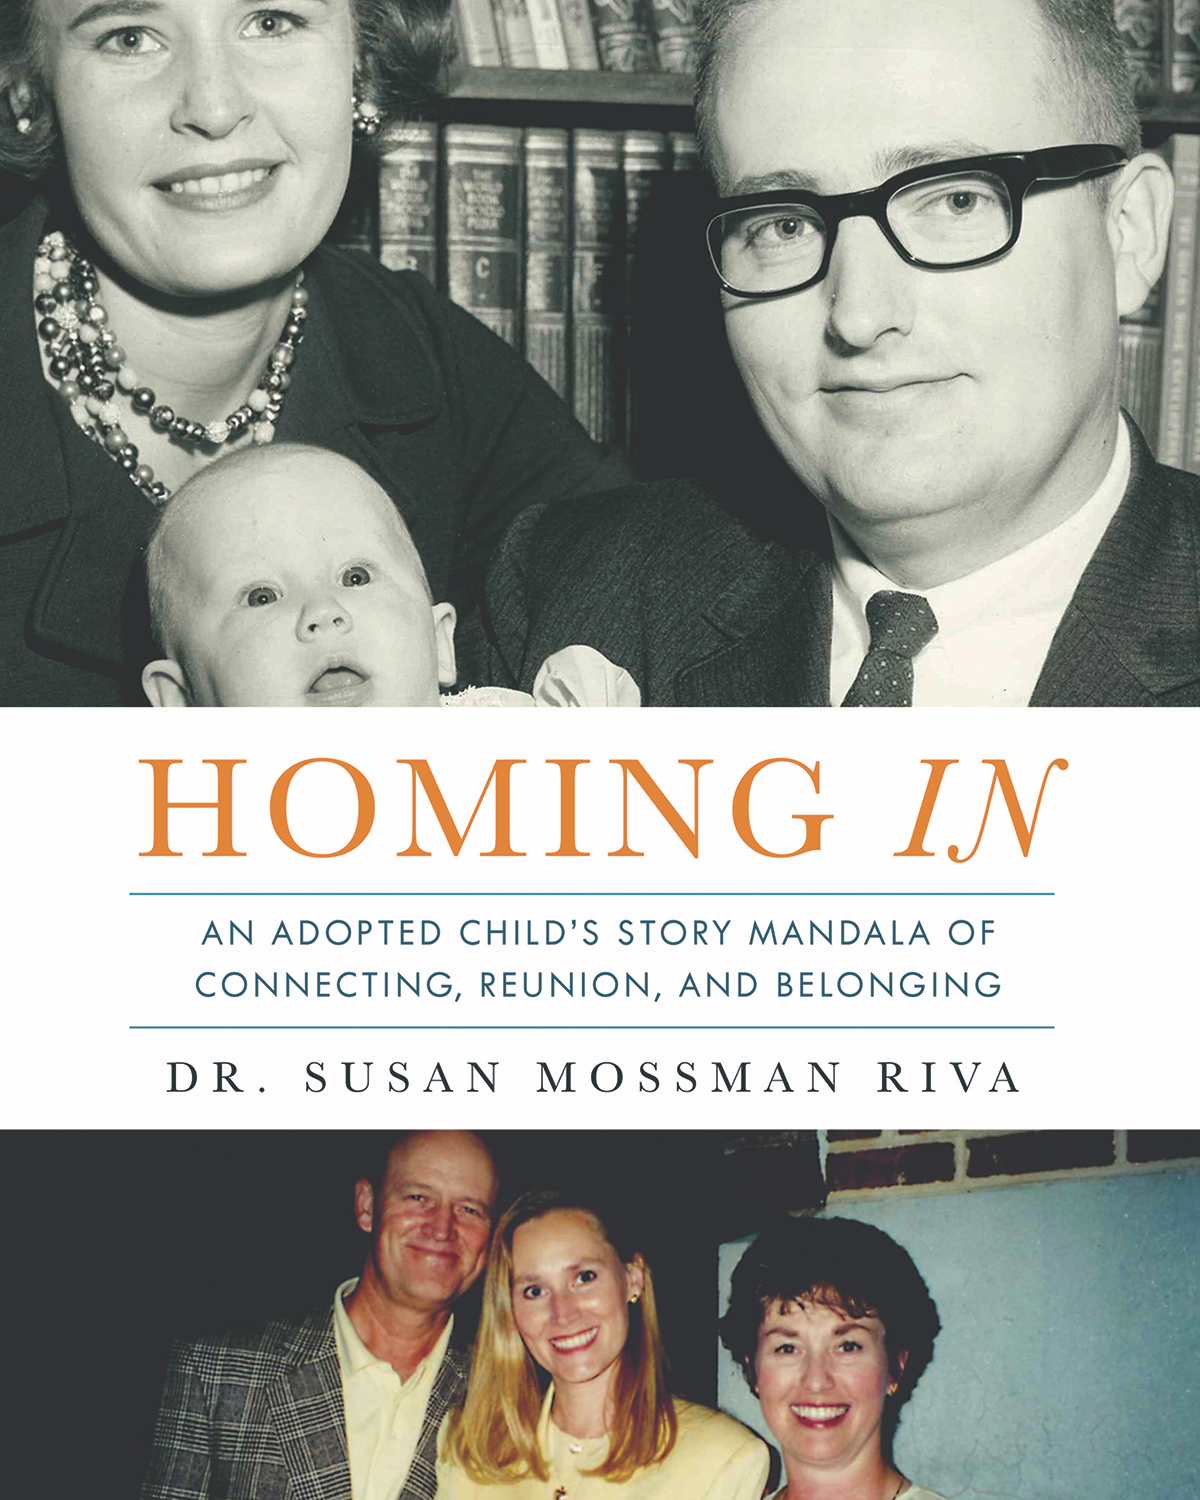 C
HOMING IN
AN ADOPTED CHILD'S STORY MANDALA OF
CONNECTING, REUNION, AND BELONGING
DR. SUSAN MOSSMAN RIVA